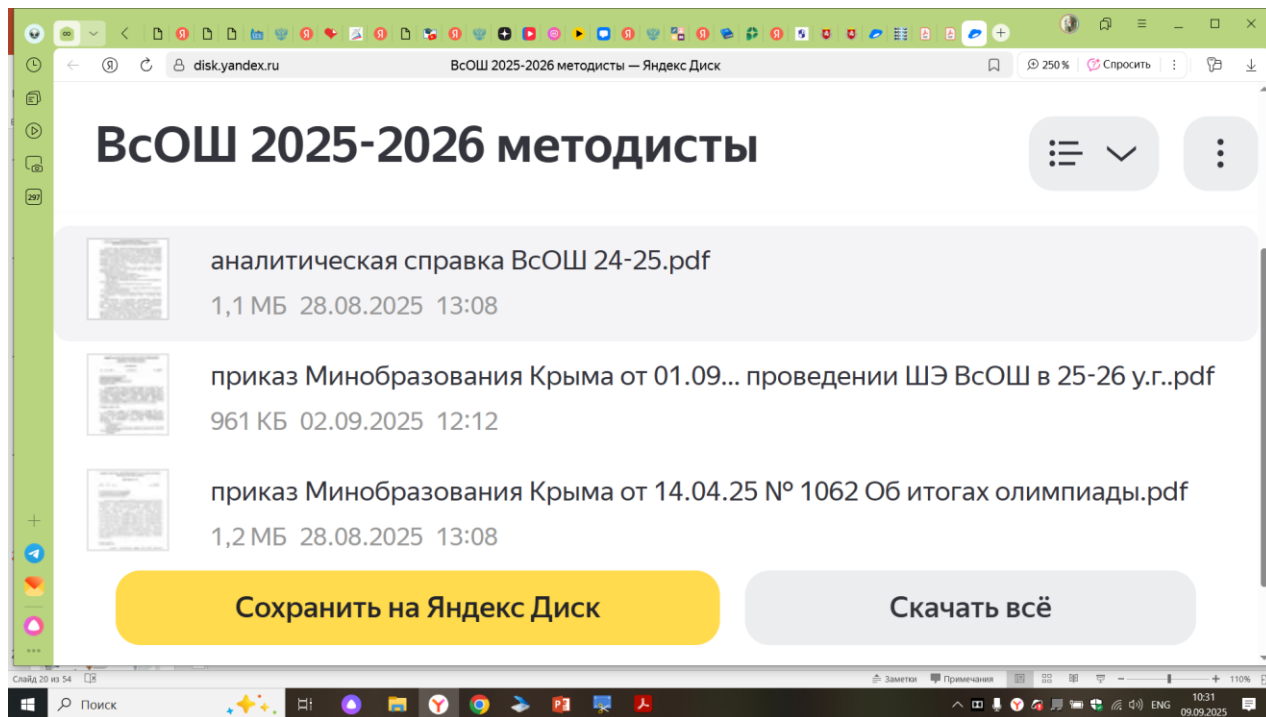 disk.yandex.ru
ВсОШ 2025-2026 методисты — Яндекс Диск
250 %
Спросить
297
ВсОШ 2025-2026 методисты
аналитическая справка ВсОШ 24-25.pdf
1,1 МБ 28.08.2025 13:08
приказ Минобразования Крыма от 01.09... проведении ШЭ ВсОШ в 25-26 у.г..pdf
961 КБ 02.09.2025 12:12
приказ Минобразования Крыма от 14.04.25 № 1062 Об итогах олимпиады.pdf
1,2 МБ 28.08.2025 13:08
Сохранить на Яндекс Диск
Скачать всё
Слайд 20 из 54
Заметки
Примечания
110%
Поиск
ENG
10:31
09.09.2025